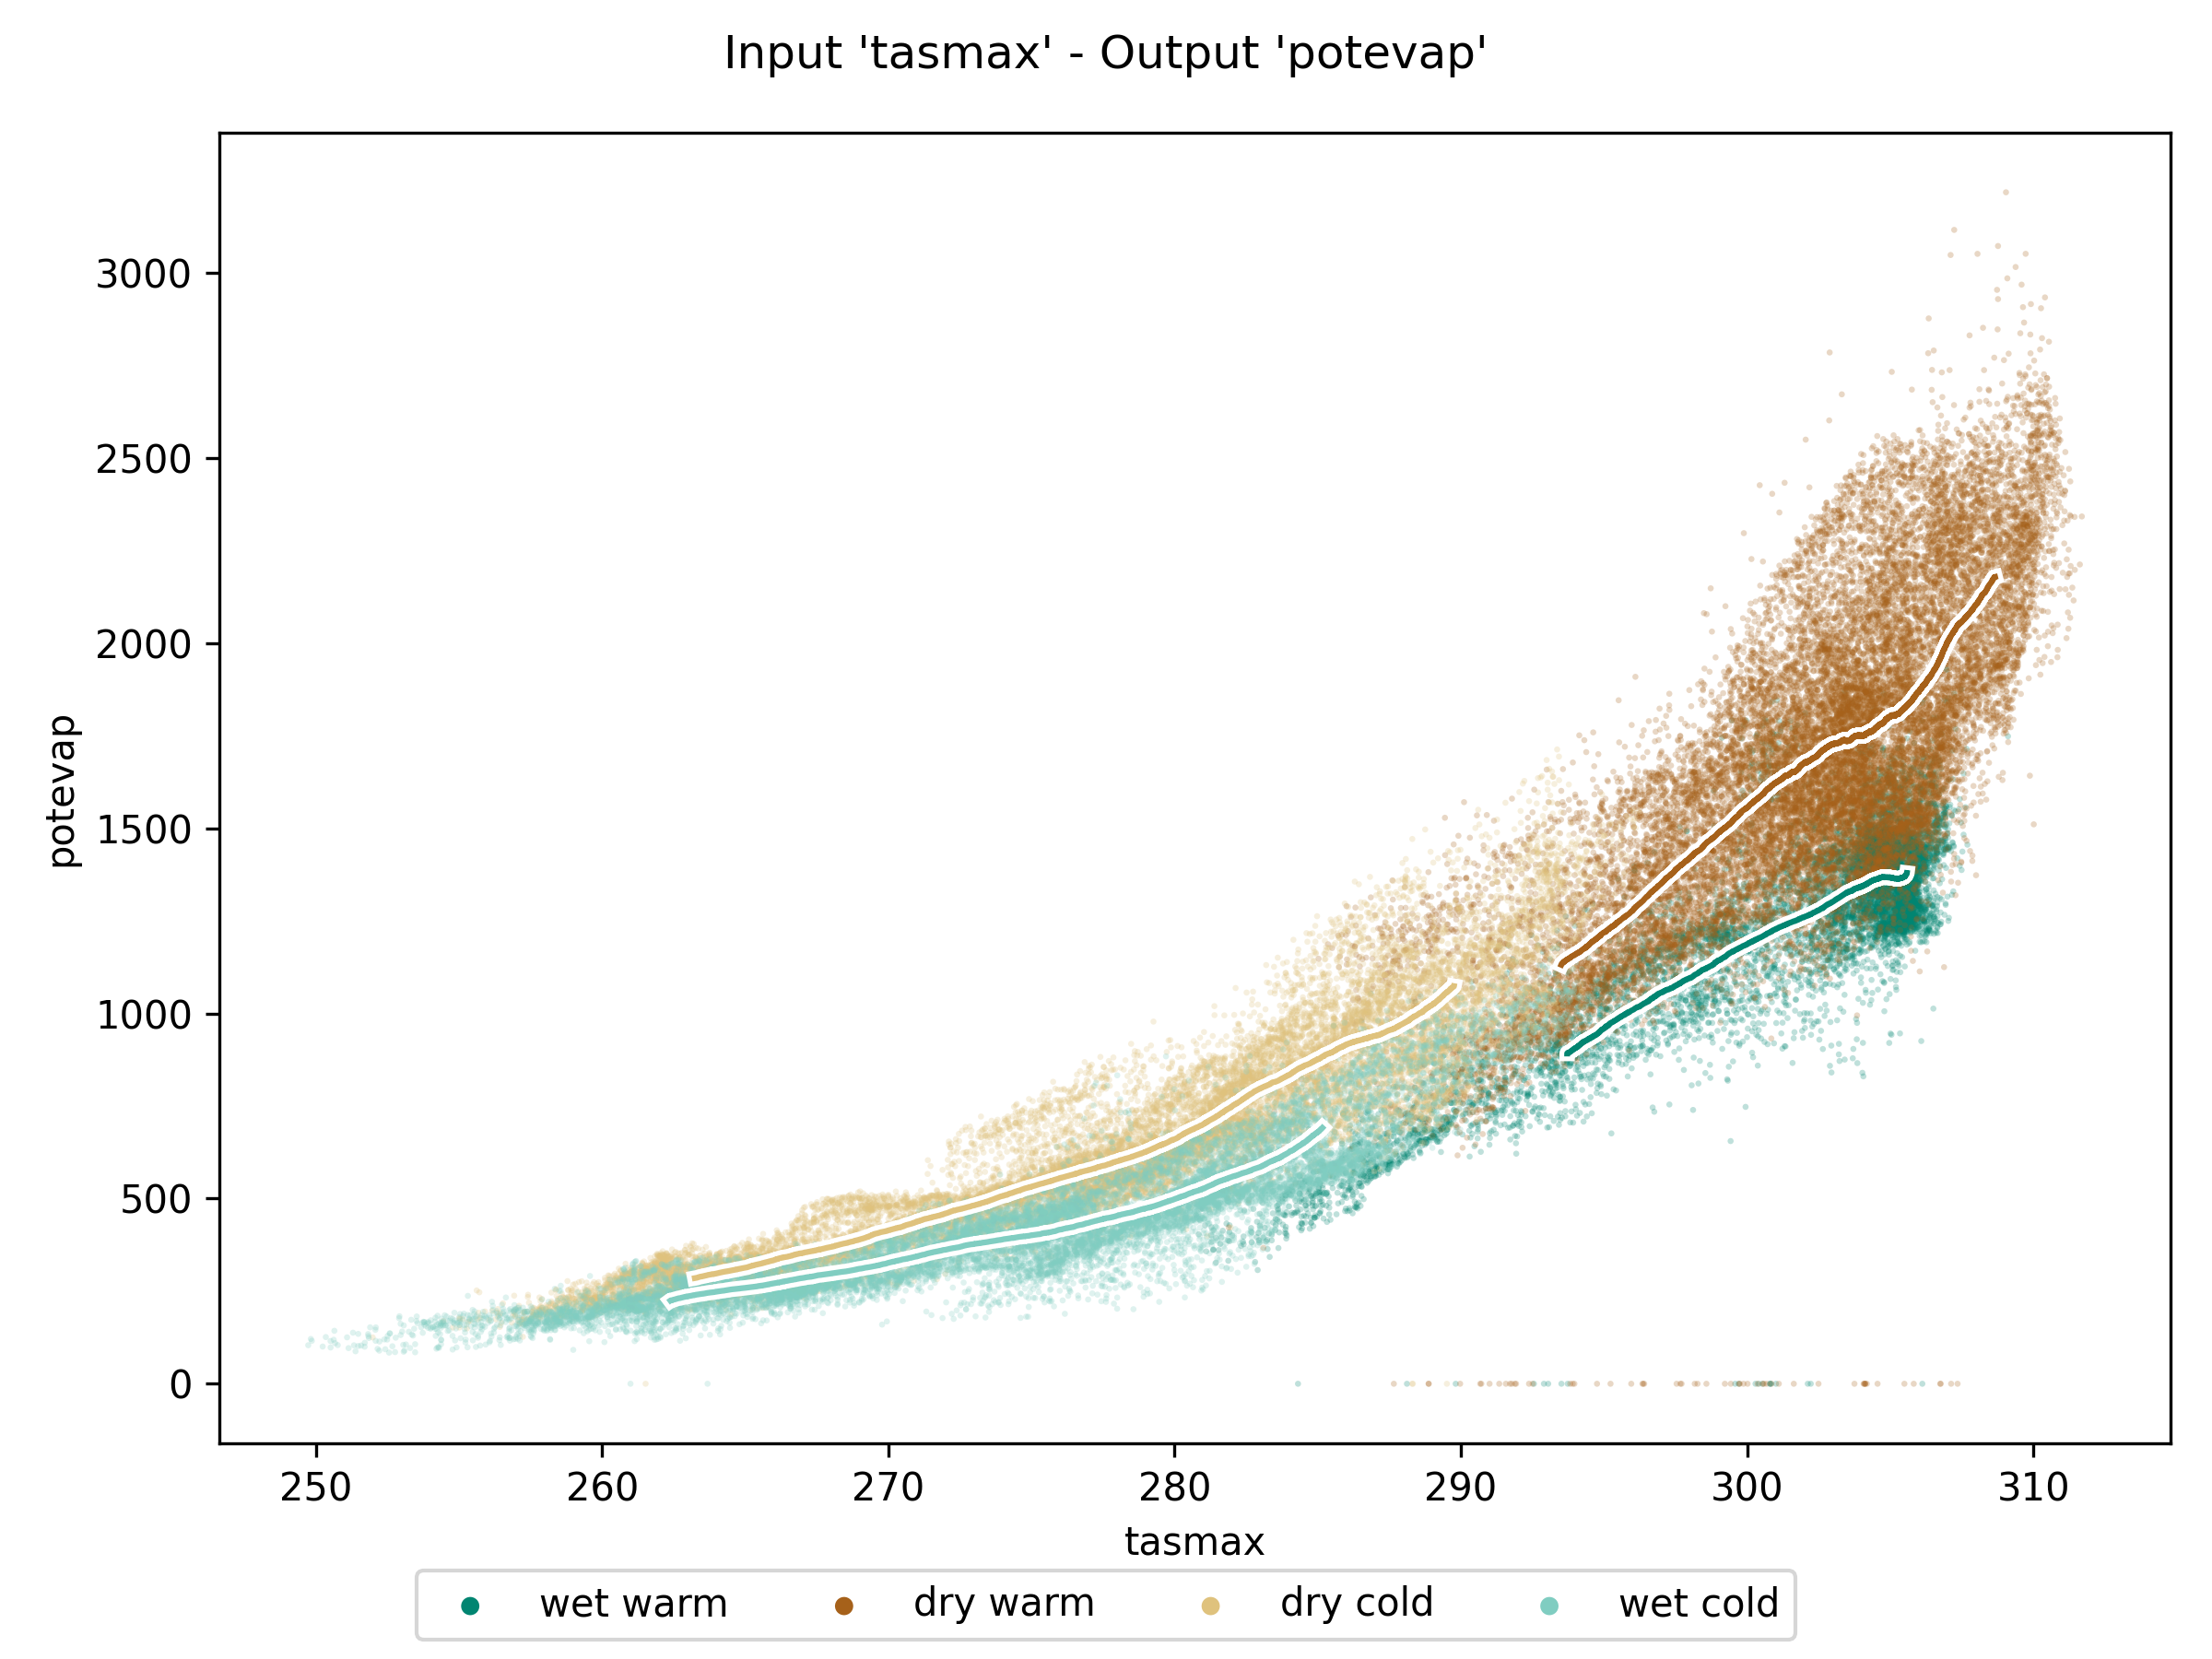 Input 'tasmax' - Output 'potevap'
3000
2500
2000
1500
1000
500
0
potevap
250 260 270 280 290 300 310
tasmax
wet warm dry warm dry cold wet cold